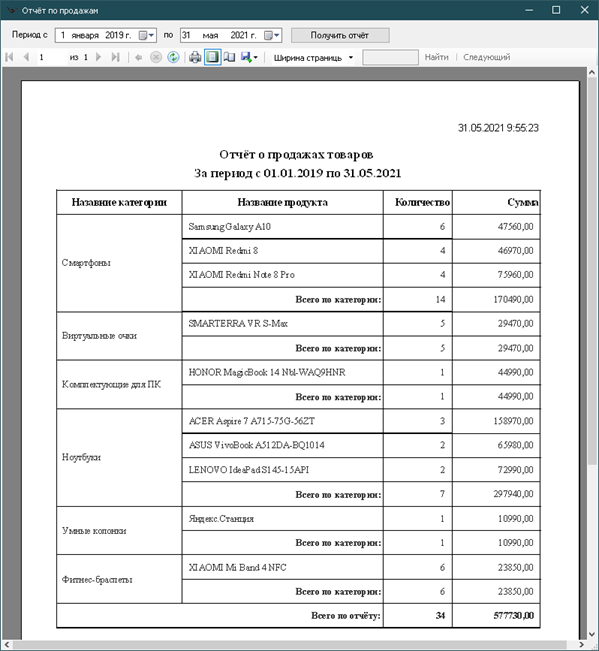 Отчёт по продажам
Период с 1 января 2019 г. по 31 мая 2021 г. Получить отчёт
1 из 1 Ширина страниць Найти | Следующий
31.05.2021 9:55:23
Отчёт о продажах товаров
За период с 01.01.2019 по 31.05.2021
Название категории Название продукта Количество Сумма
Смартфоны
Samsung Galaxy A10 6 47560,00
XIAOMI Redmi 8 4 46970,00
XIAOMI Redmi Note 8 Pro 4 75960,00
Всего по категории: 14 170490,00
Виртуальные очки
SMARTERRA VR S-Max 5 29470,00
Всего по категории: 5 29470,00
Комплектующие для ПК
HONOR MagicBook 14 Nbl-WAQ9HNR 1 44990,00
Всего по категории: 1 44990,00
Ноутбуки
ACER Aspire 7 A715-75G-56ZT 3 158970,00
ASUS VivoBook A512DA-BQ1014 2 65980,00
LENOVO IdeaPad S145-15API 2 72990,00
Всего по категории: 7 297940,00
Умные колонки
Яндекс.Станция 1 10990,00
Всего по категории: 1 10990,00
Фитнес-браслеты
XIAOMI Mi Band 4 NFC 6 23850,00
Всего по категории: 6 23850,00
Всего по отчёту: 34 577730,00